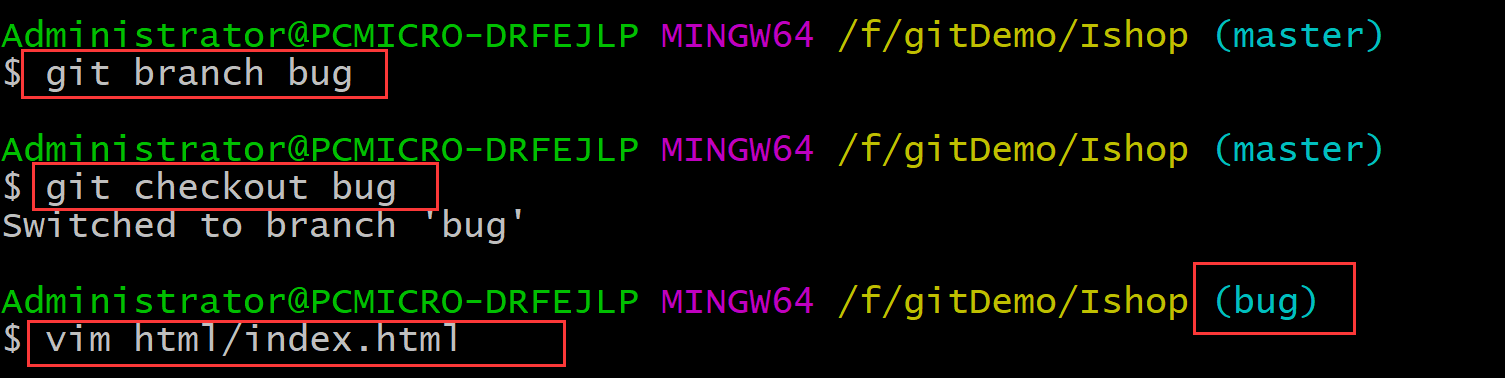 Administrator@PCMICRO-DRFEJLP MINGW64 /f/gitDemo/Ishop (master)
$ git branch bug
Administrator@PCMICRO-DRFEJLP MINGW64 /f/gitDemo/Ishop (master)
$ git checkout bug
Switched to branch 'bug'
Administrator@PCMICRO-DRFEJLP MINGW64 /f/gitDemo/Ishop (bug)
$ vim html/index.html